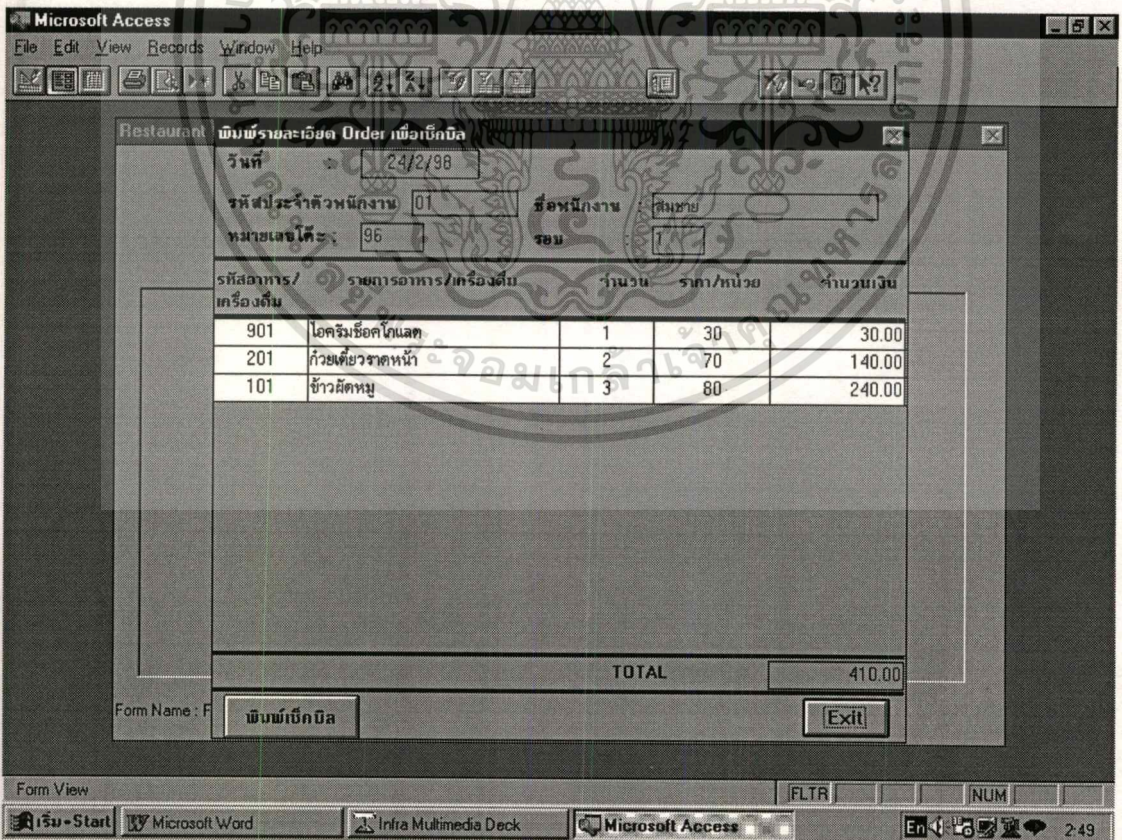 Microsoft Access
File Edit View Records Window Help
Restaurant พิมพ์รายละเอียด Order เพื่อเช็กบิล
วันที่ : 24/2/98
รหัสประจำตัวพนักงาน 01 ชื่อพนักงาน : สมชาย
หมายเลขโต๊ะ : 96 รอบ : 1
รหัสอาหาร/ รายการอาหาร/เครื่องดื่ม จำนวน ราคา/หน่วย จำนวนเงิน
เครื่องดื่ม
901 ไอครีมช็อคโกแลต 1 30 30.00
201 ก๋วยเตี๋ยวราดหน้า 2 70 140.00
101 ข้าวผัดหมู 3 80 240.00
TOTAL 410.00
Form Name : F พิมพ์เช็กบิล Exit
Form View FLTR NUM
เริ่ม-Start Microsoft Word Infra Multimedia Deck Microsoft Access En 2:49